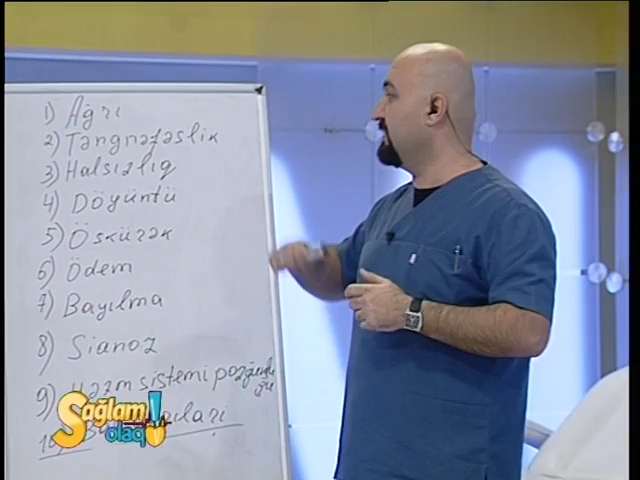 1) Ağrı
2) Təngnəfəslik
3) Halsızlıq
4) Döyüntü
5) Öskürək
6) Ödem
7) Bayılma
8) Sianoz
9) Həzm sistemi pozğunluğu
10)
Sağlam
olaq!